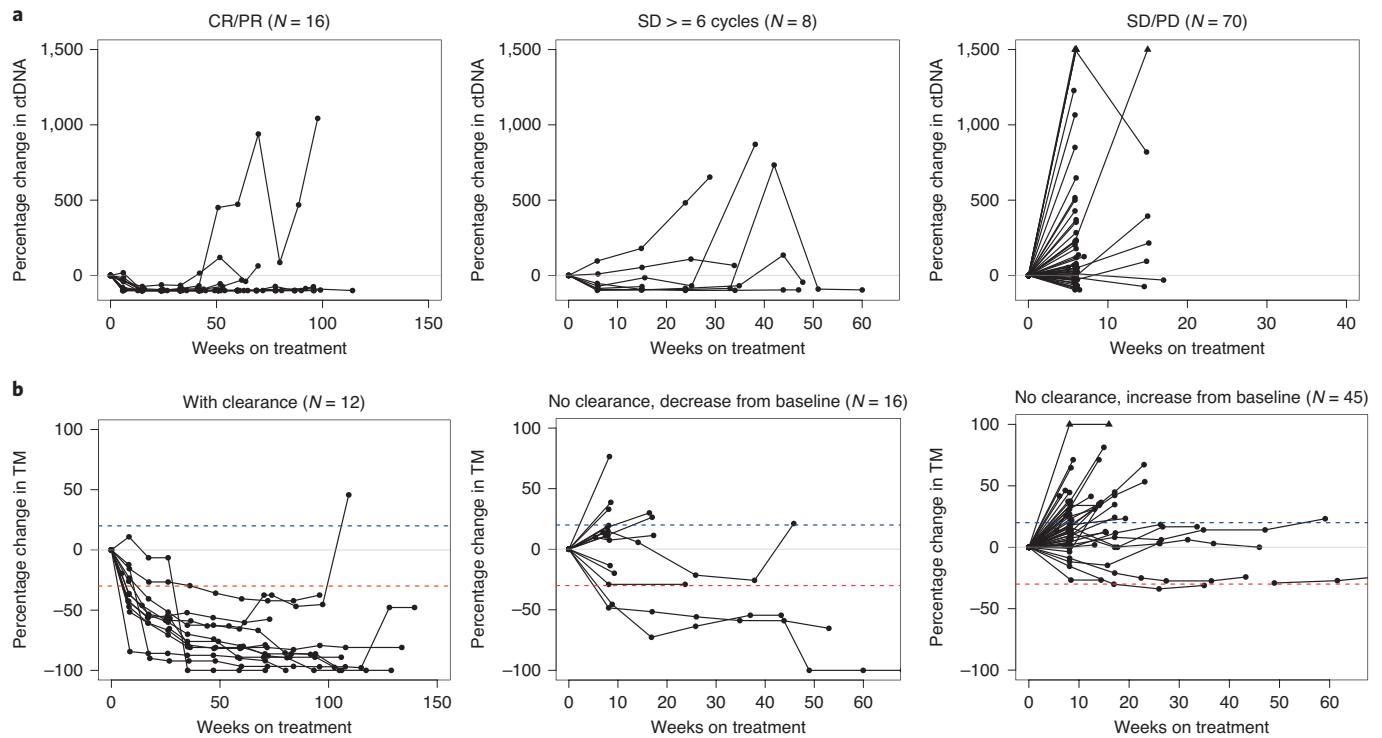 a
CR/PR (N = 16)
SD > = 6 cycles (N = 8)
SD/PD (N = 70)
Percentage change in ctDNA
1,500
1,000
500
0
0 50 100 150
Weeks on treatment
Percentage change in ctDNA
1,500
1,000
500
0
0 10 20 30 40 50 60
Weeks on treatment
Percentage change in ctDNA
1,500
1,000
500
0
0 10 20 30 40
Weeks on treatment
b
With clearance (N = 12)
No clearance, decrease from baseline (N = 16)
No clearance, increase from baseline (N = 45)
Percentage change in TM
100
50
0
–50
–100
0 50 100 150
Weeks on treatment
Percentage change in TM
100
50
0
–50
–100
0 10 20 30 40 50 60
Weeks on treatment
Percentage change in TM
100
50
0
–50
–100
0 10 20 30 40 50 60
Weeks on treatment